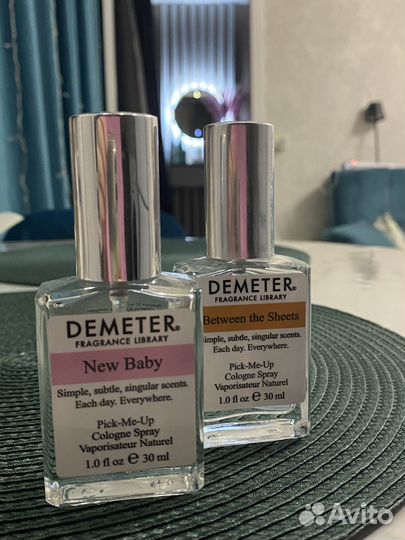 DEMETER®
FRAGRANCE LIBRARY
New Baby
Simple, subtle, singular scents.
Each day. Everywhere.
Pick-Me-Up
Cologne Spray
Vaporisateur Naturel
1.0 fl oz e 30 ml
DEMETER®
FRAGRANCE LIBRARY
Between the Sheets
Simple, subtle, singular scents.
Each day. Everywhere.
Pick-Me-Up
Cologne Spray
Vaporisateur Naturel
1.0 fl oz e 30 ml
Avito